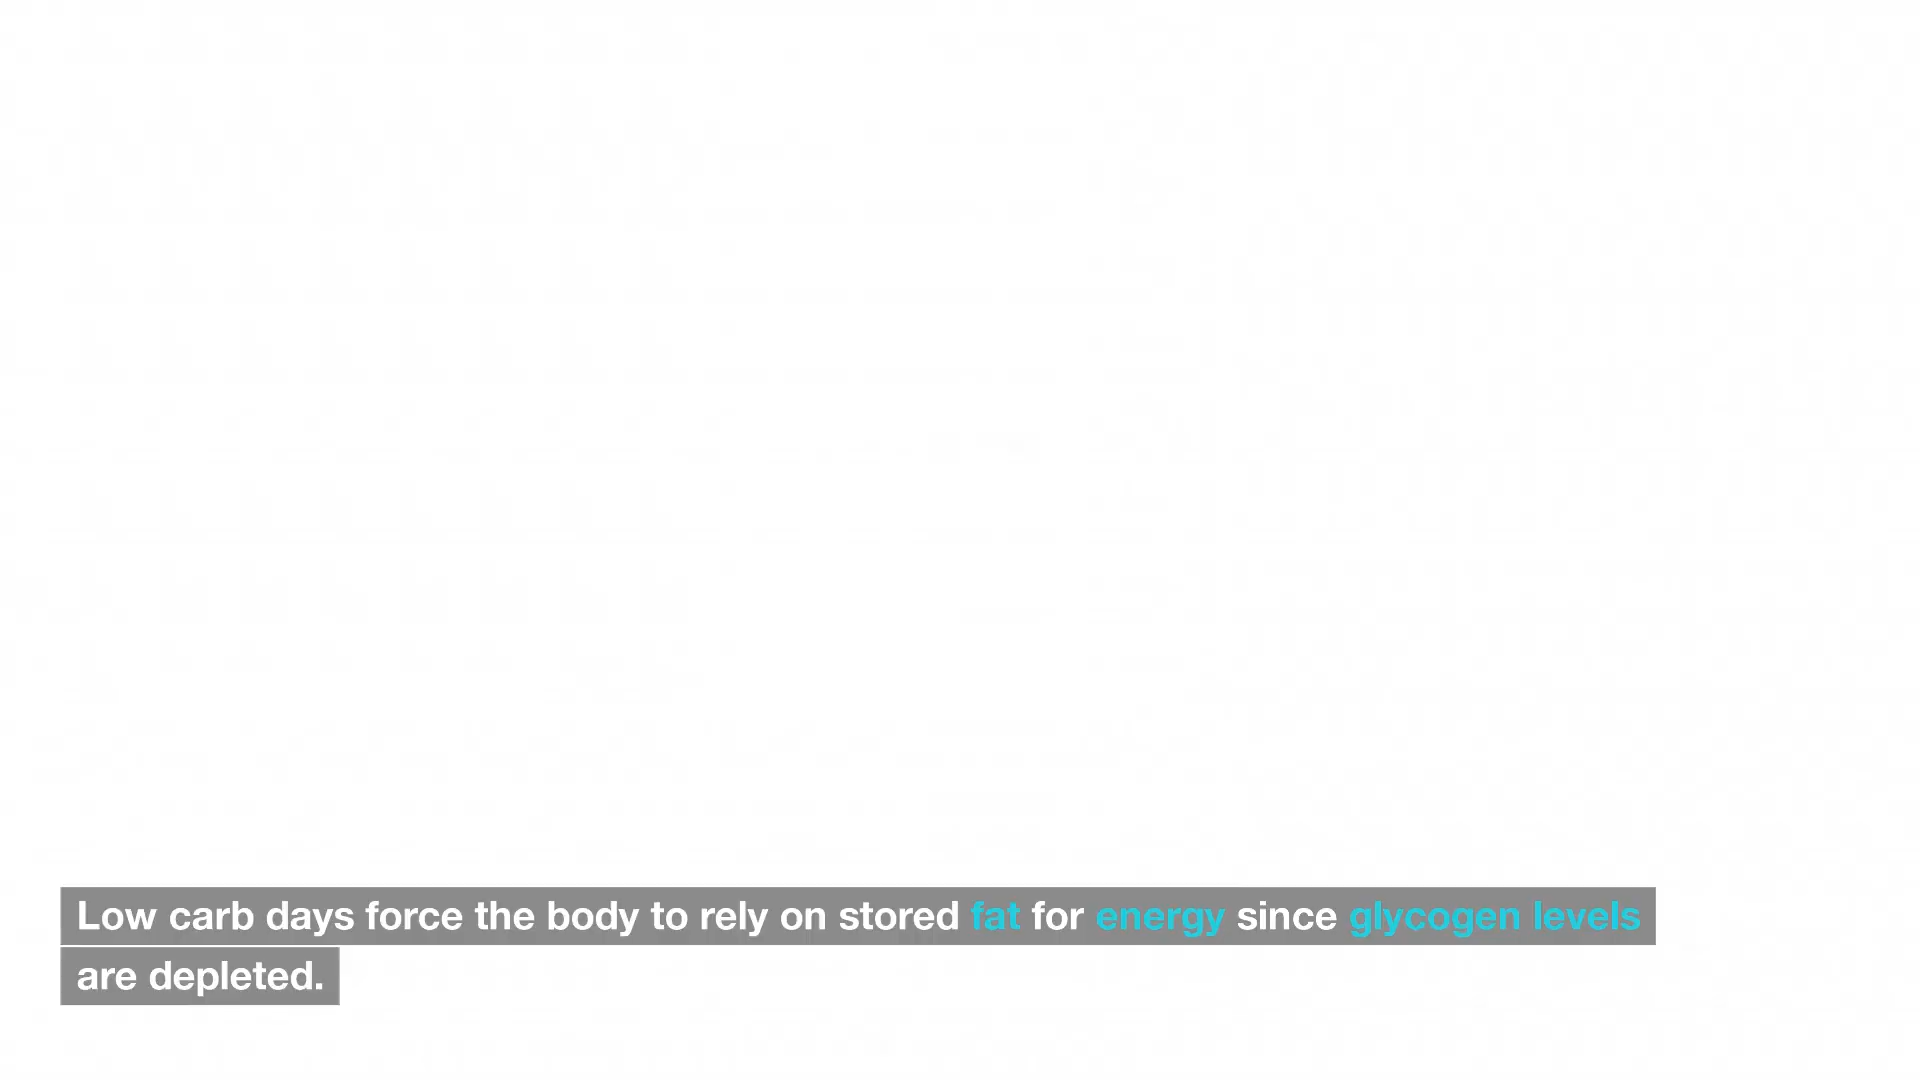 Low carb days force the body to rely on stored fat for energy since glycogen levels
are depleted.